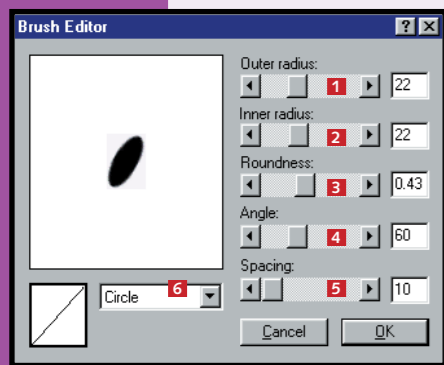 Brush Editor
Outer radius:
1 22
Inner radius:
2 22
Roundness:
3 0.43
Angle:
4 60
Spacing:
5 10
Circle 6
Cancel OK